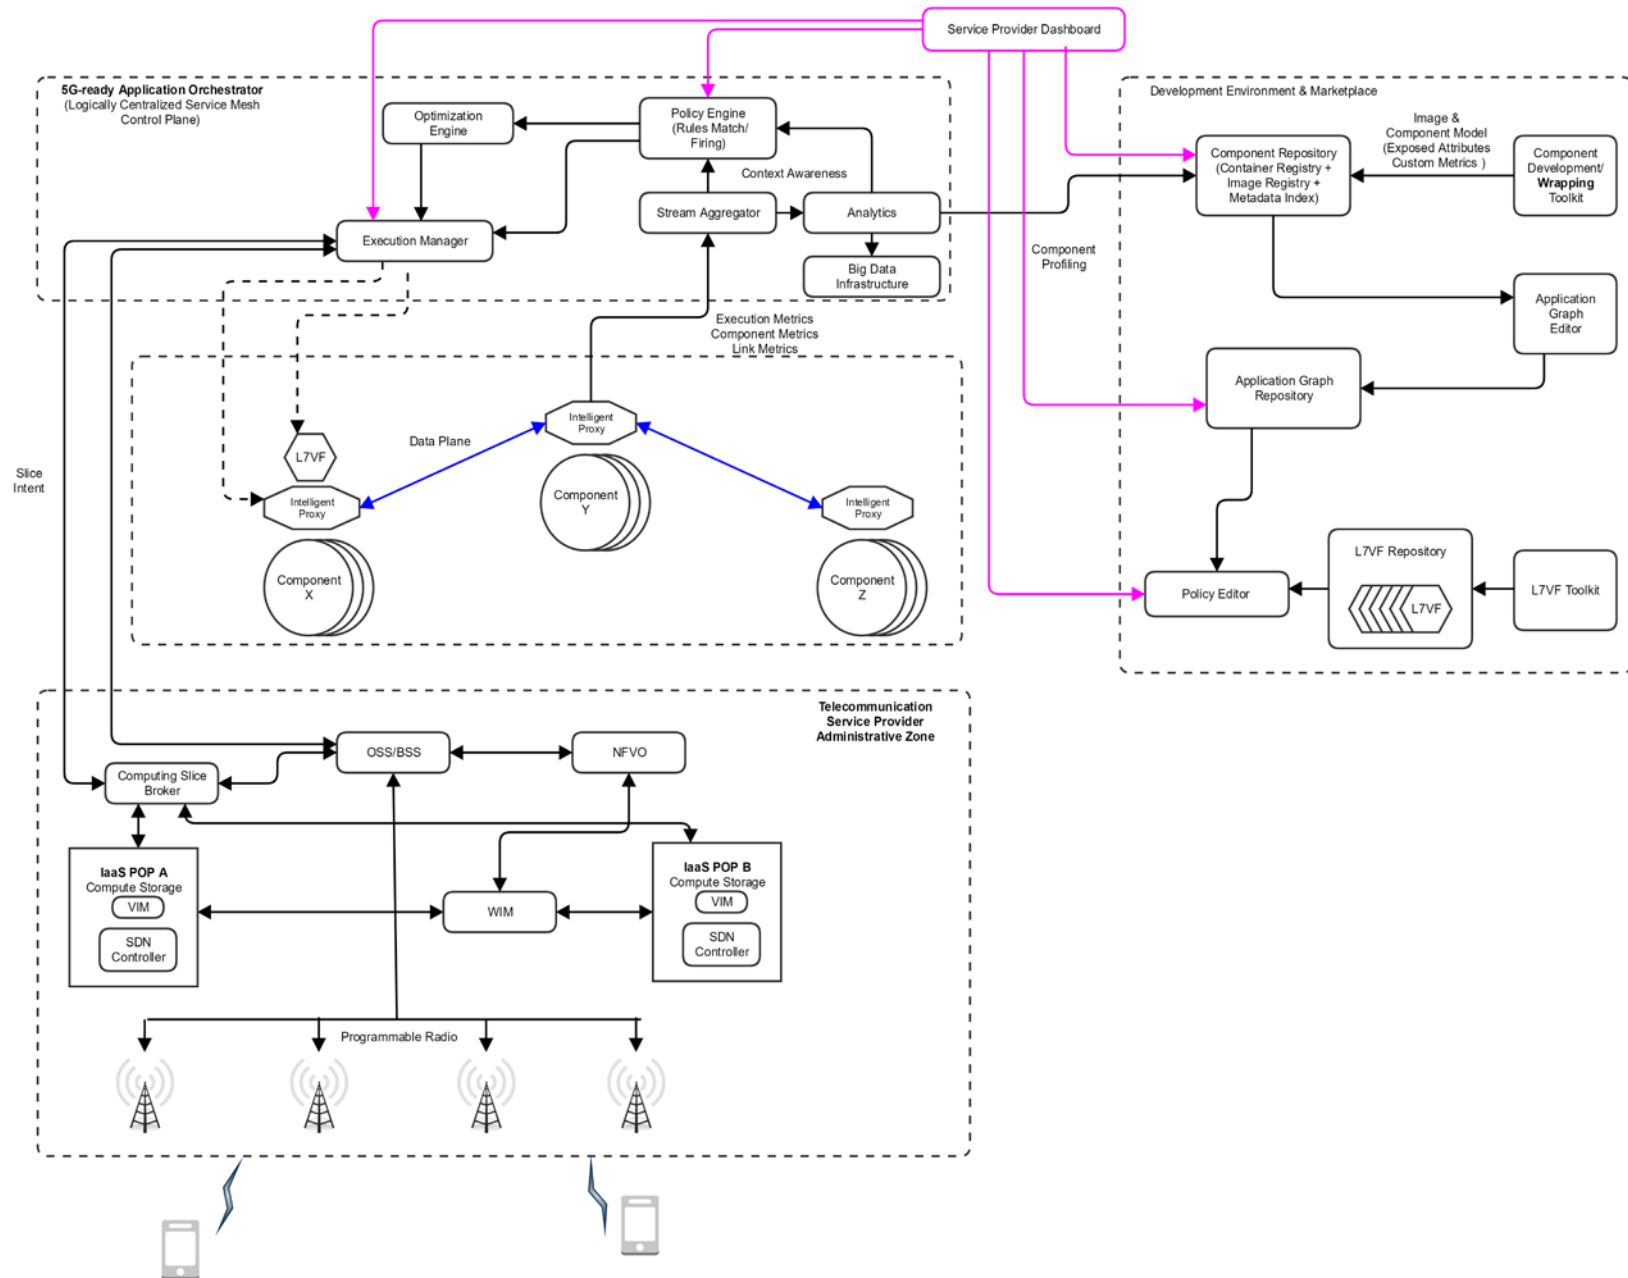 Service Provider Dashboard
5G-ready Application Orchestrator
(Logically Centralized Service Mesh
Control Plane)
Optimization
Engine
Policy Engine
(Rules Match/
Firing)
Context Awareness
Stream Aggregator
Analytics
Execution Manager
Big Data
Infrastructure
Execution Metrics
Component Metrics
Link Metrics
Component
Profiling
Development Environment & Marketplace
Component Repository
(Container Registry +
Image Registry +
Metadata Index)
Image &
Component Model
(Exposed Attributes
Custom Metrics )
Component
Development/
Wrapping
Toolkit
Application
Graph
Editor
Application Graph
Repository
Policy Editor
L7VF Repository
L7VF
L7VF Toolkit
Slice
Intent
L7VF
Data Plane
Intelligent
Proxy
Component
X
Intelligent
Proxy
Component
Y
Intelligent
Proxy
Component
Z
Telecommunication
Service Provider
Administrative Zone
OSS/BSS
NFVO
Computing Slice
Broker
IaaS POP A
Compute Storage
VIM
SDN
Controller
WIM
IaaS POP B
Compute Storage
VIM
SDN
Controller
Programmable Radio